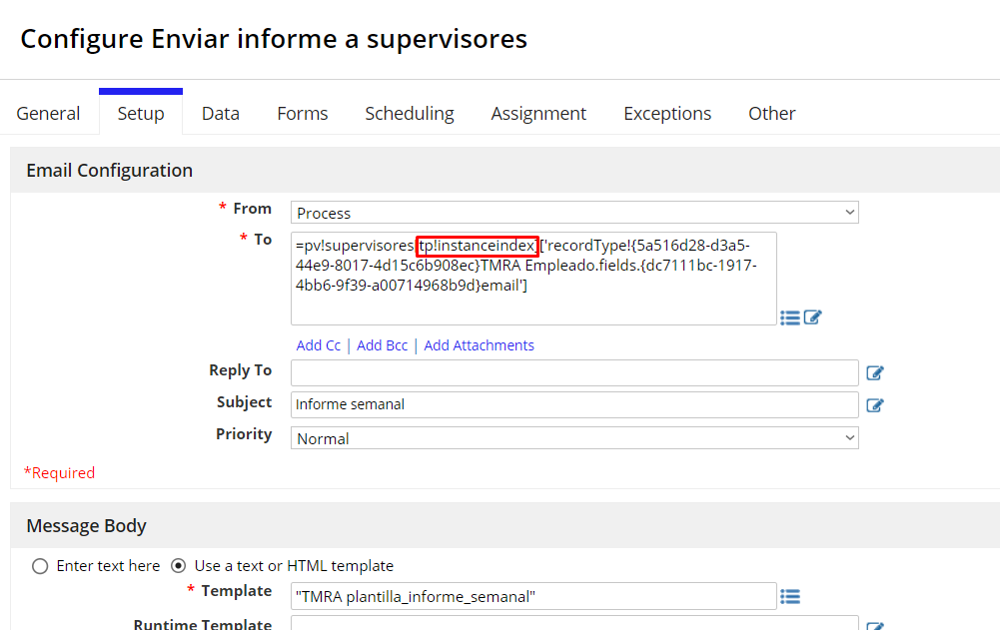 Configure Enviar informe a supervisores
General Setup Data Forms Scheduling Assignment Exceptions Other
Email Configuration
* From Process
* To =pv!supervisores[tp!instanceindex]['recordType!{5a516d28-d3a5-
44e9-8017-4d15c6b908ec}TMRA Empleado.fields.{dc7111bc-1917-
4bb6-9f39-a00714968b9d}email']
Add Cc | Add Bcc | Add Attachments
Reply To
Subject Informe semanal
Priority Normal
*Required
Message Body
Enter text here Use a text or HTML template
* Template "TMRA plantilla_informe_semanal"
Runtime Template